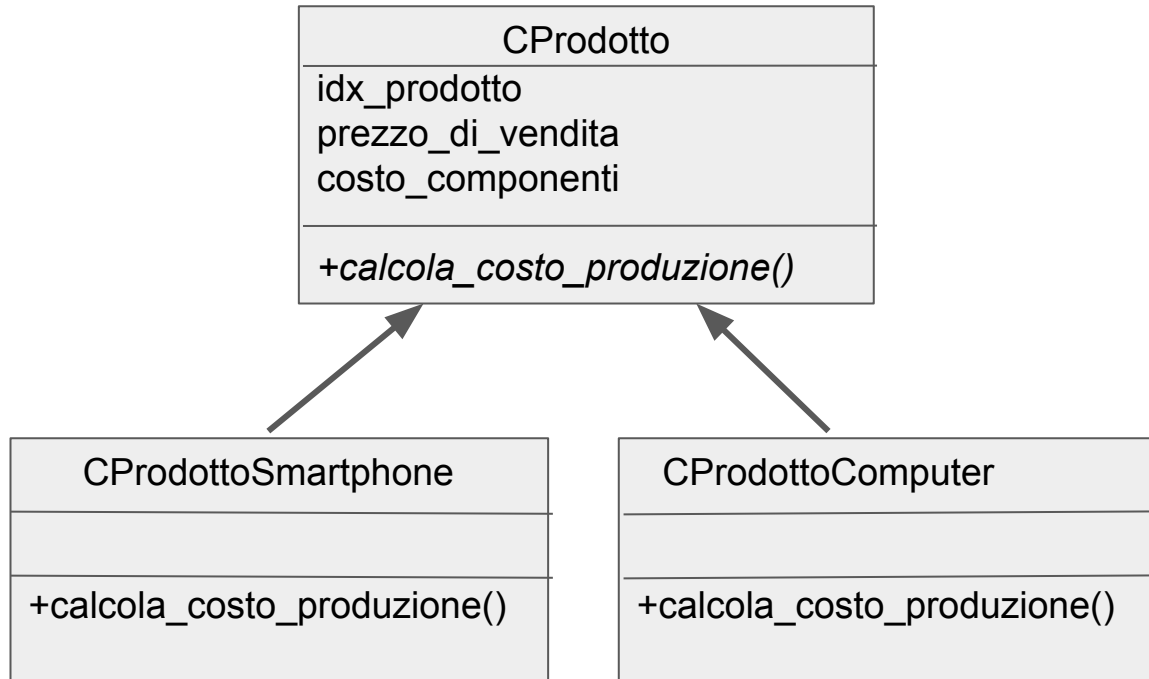 CProdotto
idx_prodotto
prezzo_di_vendita
costo_componenti
+calcola_costo_produzione()
CProdottoSmartphone
+calcola_costo_produzione()
CProdottoComputer
+calcola_costo_produzione()